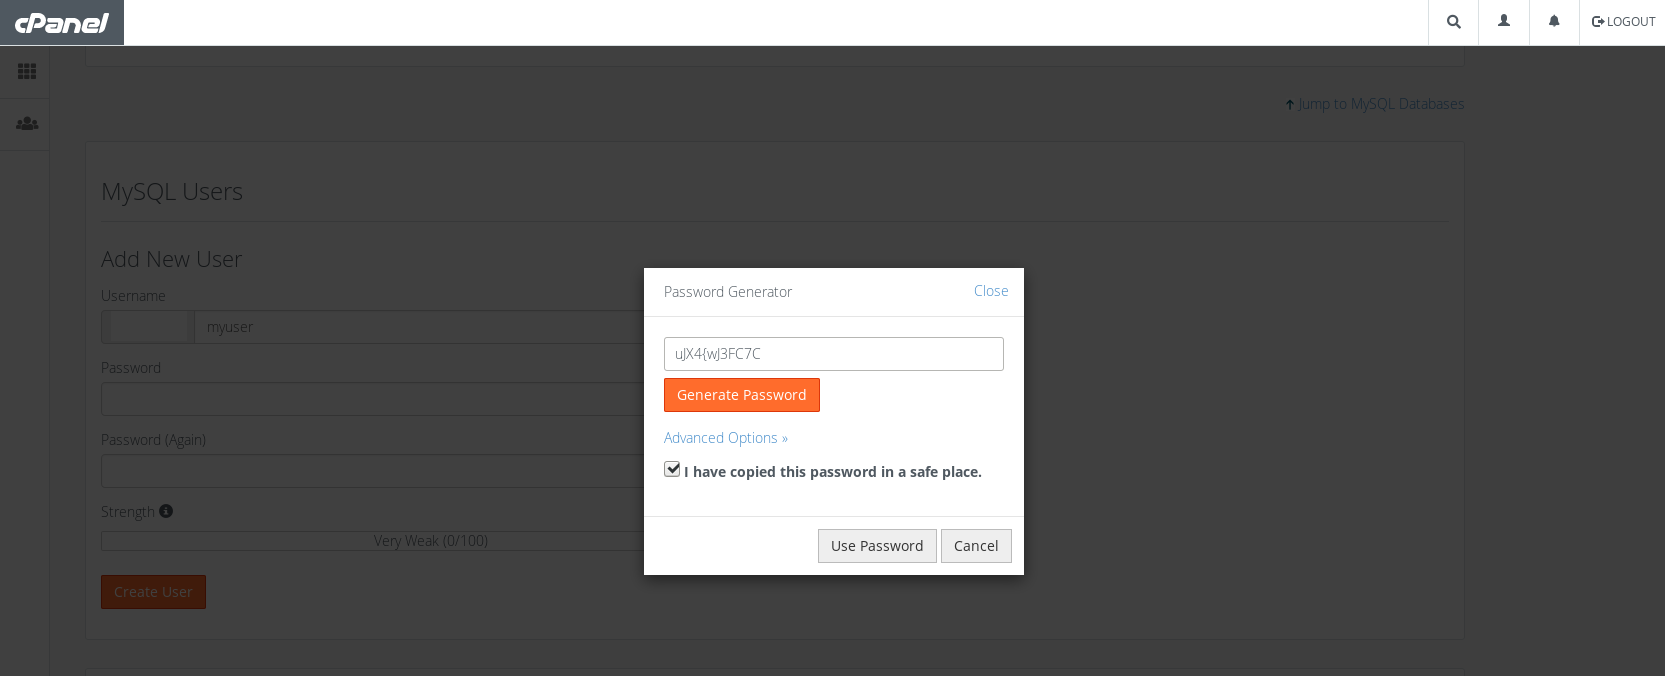 cPanel
LOGOUT
Jump to MySQL Databases
MySQL Users
Add New User
Username
myuser
Password
Password (Again)
Strength
Very Weak (0/100)
Create User
Password Generator
Close
uJX4{wJ3FC7C
Generate Password
Advanced Options »
I have copied this password in a safe place.
Use Password
Cancel